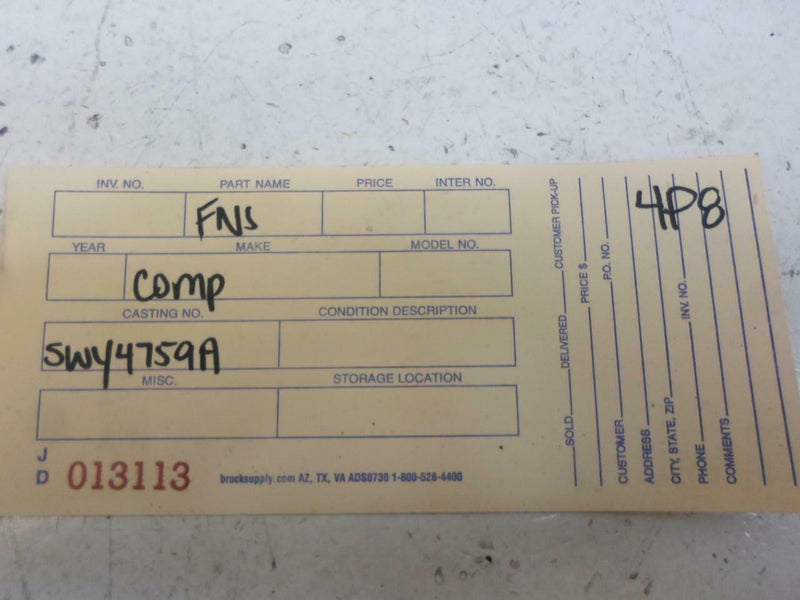 INV. NO. PART NAME PRICE INTER NO.
FNS
YEAR MAKE MODEL NO.
comp
CASTING NO. CONDITION DESCRIPTION
SWY4759A
MISC. STORAGE LOCATION
J
D 013113 brocksupply.com AZ, TX, VA ADS0730 1-800-528-4400
SOLD DELIVERED CUSTOMER PICK-UP
PRICE $
P.O. NO.
CUSTOMER
ADDRESS
CITY, STATE, ZIP INV. NO.
PHONE
COMMENTS
4P8